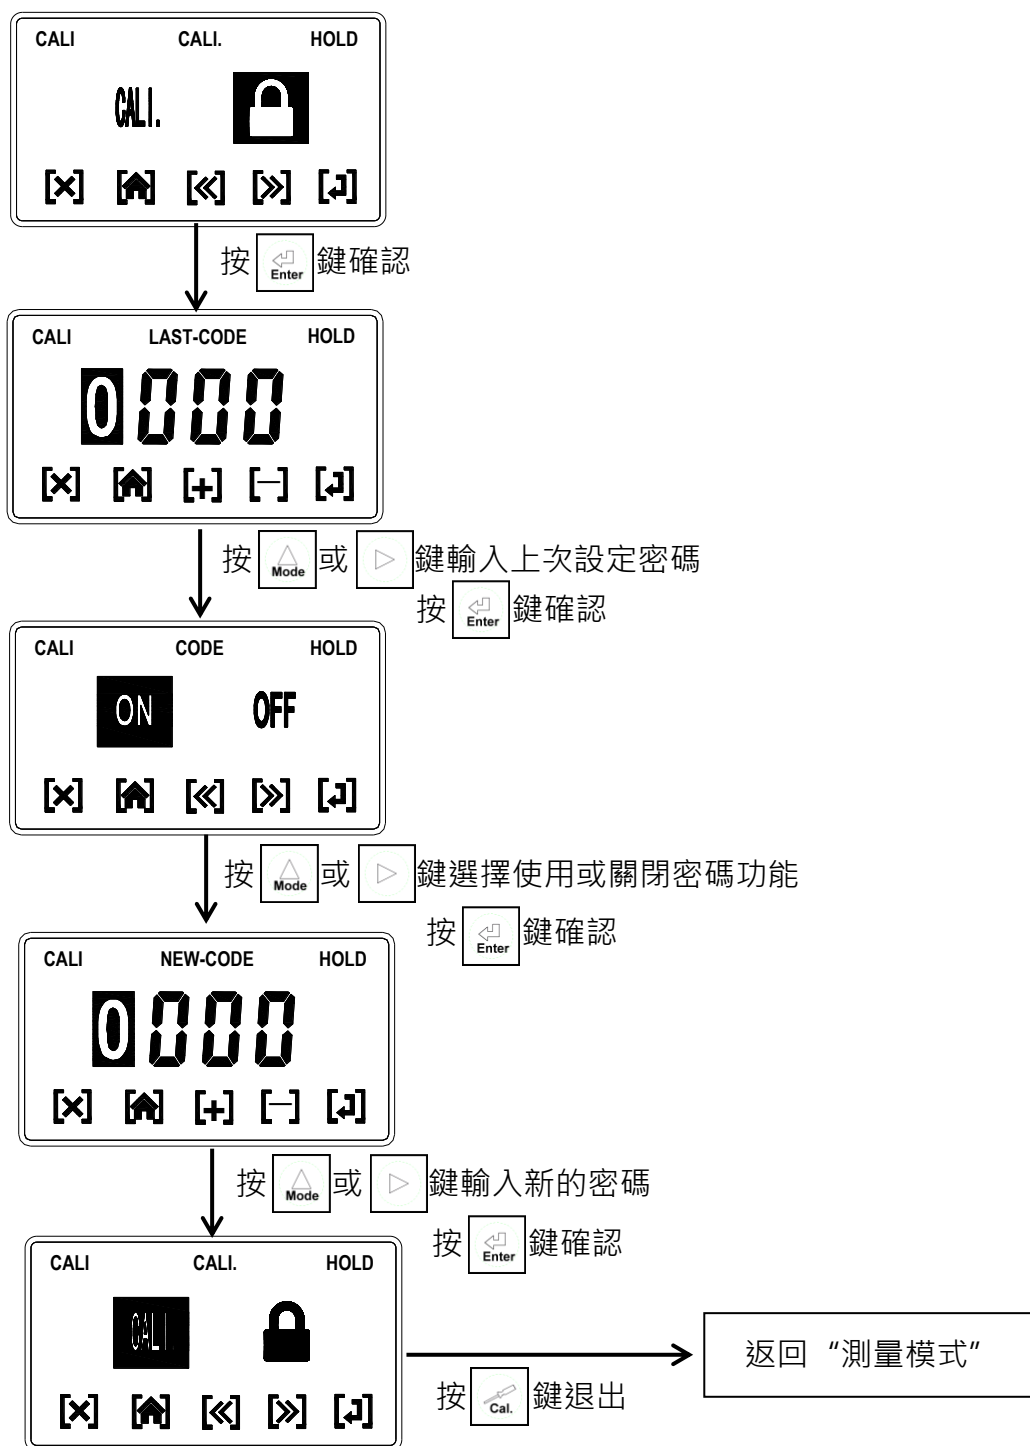 CALI CALI. HOLD
CALI.
按 Enter 鍵確認
CALI LAST-CODE HOLD
0000
按 Mode 或 鍵輸入上次設定密碼
按 Enter 鍵確認
CALI CODE HOLD
ON OFF
按 Mode 或 鍵選擇使用或關閉密碼功能
按 Enter 鍵確認
CALI NEW-CODE HOLD
0000
按 Mode 或 鍵輸入新的密碼
按 Enter 鍵確認
CALI CALI. HOLD
CALI.
返回 “測量模式”
按 Cal. 鍵退出